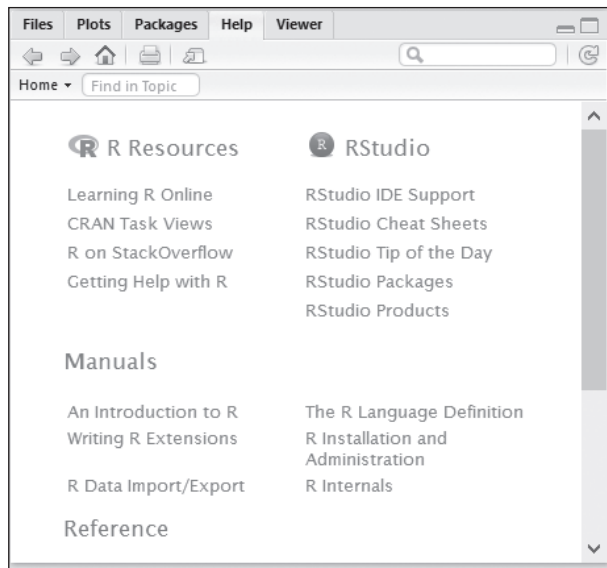 Files Plots Packages Help Viewer
Home Find in Topic
R R Resources
R RStudio
Learning R Online
RStudio IDE Support
CRAN Task Views
RStudio Cheat Sheets
R on StackOverflow
RStudio Tip of the Day
Getting Help with R
RStudio Packages
RStudio Products
Manuals
An Introduction to R
The R Language Definition
Writing R Extensions
R Installation and
Administration
R Data Import/Export
R Internals
Reference